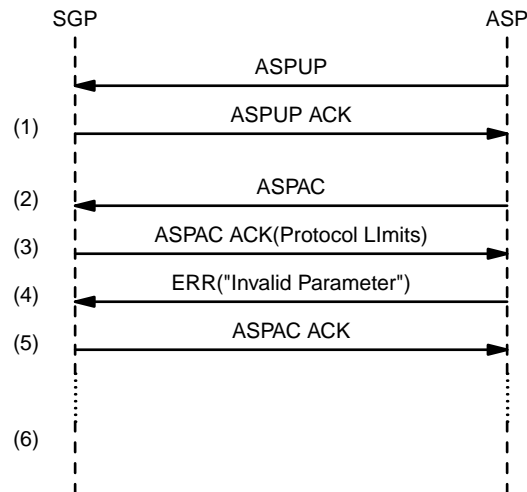 SGP ASP
ASPUP
(1) ASPUP ACK
(2) ASPAC
(3) ASPAC ACK(Protocol LImits)
(4) ERR("Invalid Parameter")
(5) ASPAC ACK
(6)